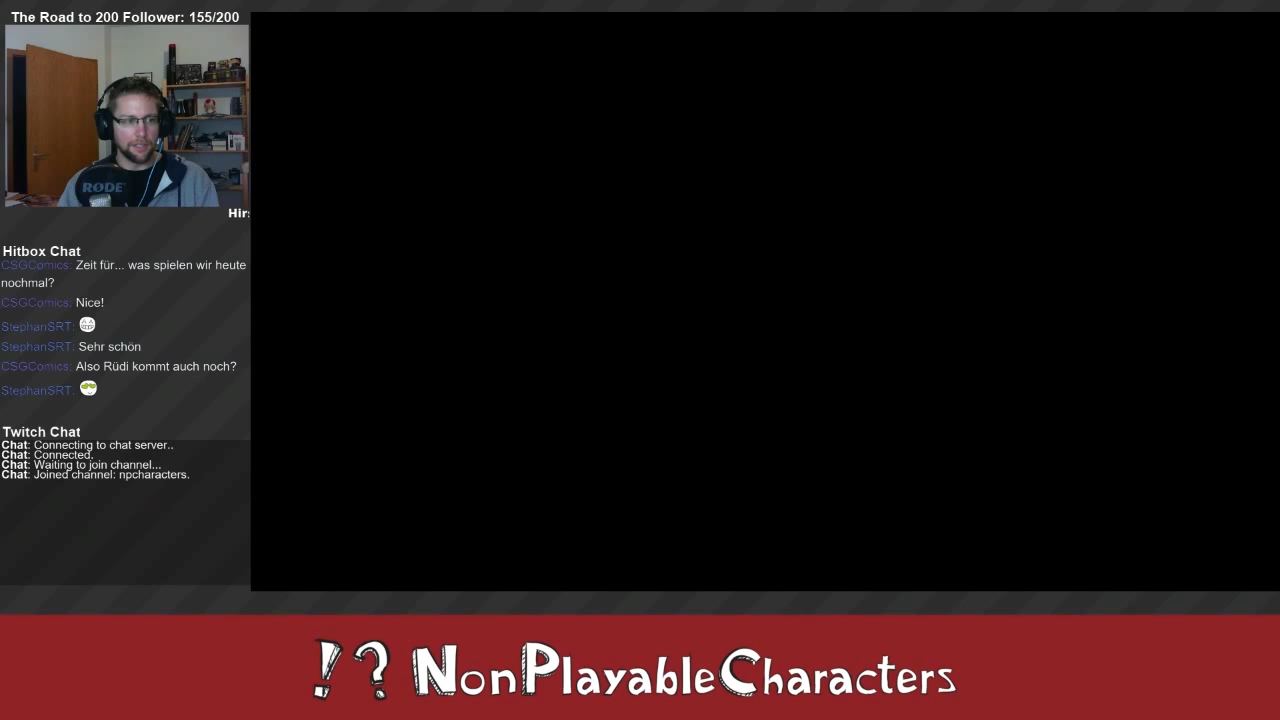 The Road to 200 Follower: 155/200
RØDE
Hir
Hitbox Chat
CSGComics: Zeit für... was spielen wir heute
nochmal?
CSGComics: Nice!
StephanSRT:
StephanSRT: Sehr schön
CSGComics: Also Rüdi kommt auch noch?
StephanSRT:
Twitch Chat
Chat: Connecting to chat server..
Chat: Connected.
Chat: Waiting to join channel...
Chat: Joined channel: npcharacters.
!? NonPlayableCharacters